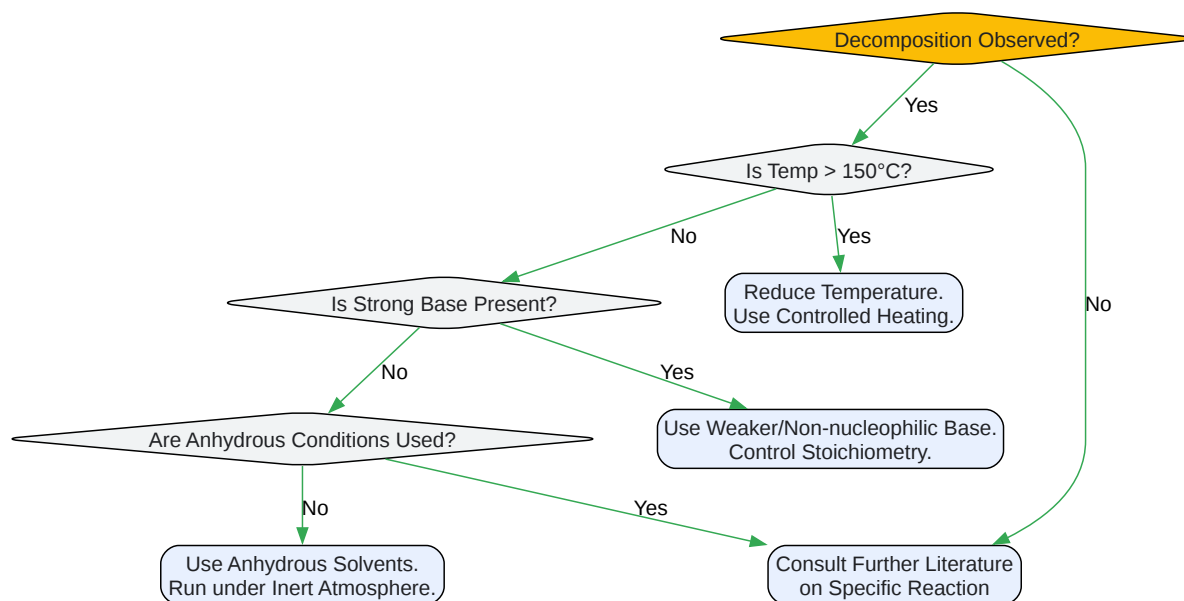 Decomposition Observed?
Yes
Is Temp > 150°C?
No
Yes
Reduce Temperature.
Use Controlled Heating.
Is Strong Base Present?
No
No
Yes
Use Weaker/Non-nucleophilic Base.
Control Stoichiometry.
Are Anhydrous Conditions Used?
No
Yes
Use Anhydrous Solvents.
Run under Inert Atmosphere.
Consult Further Literature
on Specific Reaction